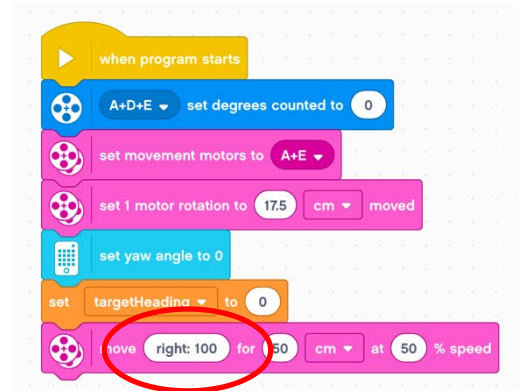 when program starts
A+D+E set degrees counted to 0
set movement motors to A+E
set 1 motor rotation to 17.5 cm moved
set yaw angle to 0
set targetHeading to 0
move right: 100 for 50 cm at 50 % speed